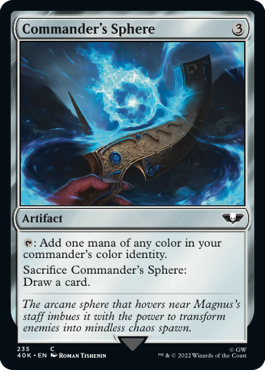 Commander's Sphere 3
Artifact
: Add one mana of any color in your
commander's color identity.
Sacrifice Commander's Sphere:
Draw a card.
The arcane sphere that hovers near Magnus's
staff imbues it with the power to transform
enemies into mindless chaos spawn.
235 C © GW
40K • EN Roman Tishenin ™ & © 2022 Wizards of the Coast